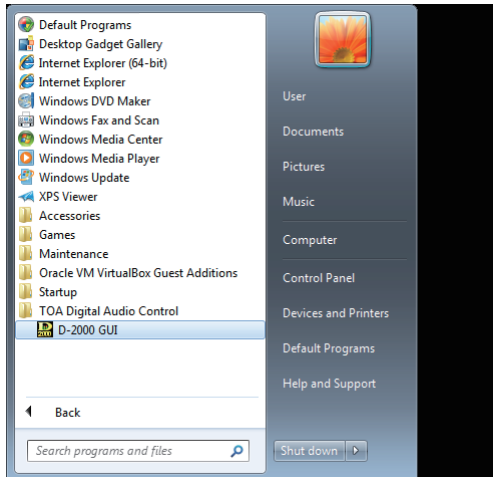 Default Programs
Desktop Gadget Gallery
Internet Explorer (64-bit)
Internet Explorer
Windows DVD Maker
Windows Fax and Scan
Windows Media Center
Windows Media Player
Windows Update
XPS Viewer
Accessories
Games
Maintenance
Oracle VM VirtualBox Guest Additions
Startup
TOA Digital Audio Control
D-2000 GUI
Back
Search programs and files
User
Documents
Pictures
Music
Computer
Control Panel
Devices and Printers
Default Programs
Help and Support
Shut down